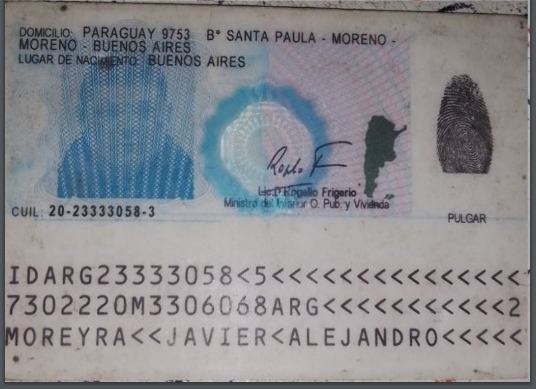 DOMICILIO: PARAGUAY 9753 Bº SANTA PAULA - MORENO -
MORENO - BUENOS AIRES
LUGAR DE NACIMIENTO: BUENOS AIRES
Lic. Rogelio Frigerio
Ministro del Interior O. Pub. y Vivienda
CUIL: 20-23333058-3
PULGAR
IDARG23333058<5<<<<<<<<<<<<<<<
7302220M3306068ARG<<<<<<<<<<<2
MOREYRA<<JAVIER<ALEJANDRO<<<<<